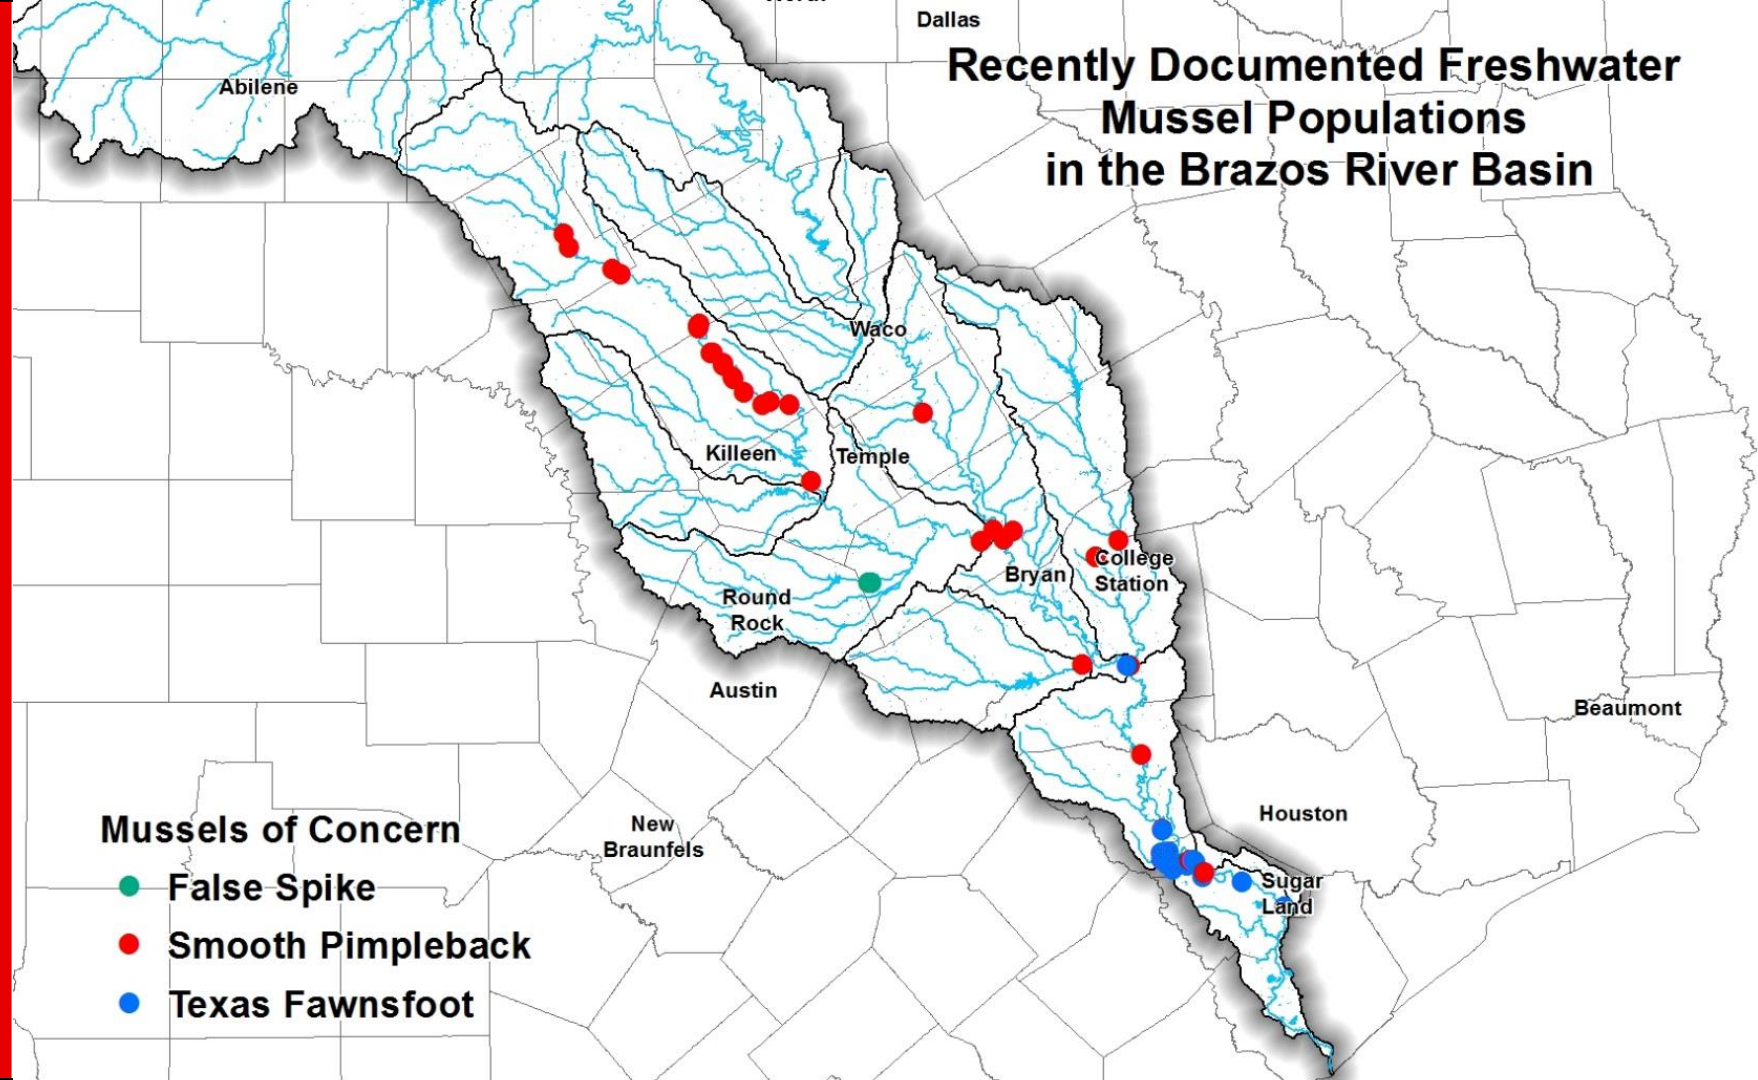 Dallas
Recently Documented Freshwater
Mussel Populations
in the Brazos River Basin
Abilene
Waco
Killeen
Temple
College
Station
Bryan
Round
Rock
Austin
Beaumont
Houston
New
Braunfels
Sugar
Land
Mussels of Concern
False Spike
Smooth Pimpleback
Texas Fawnsfoot